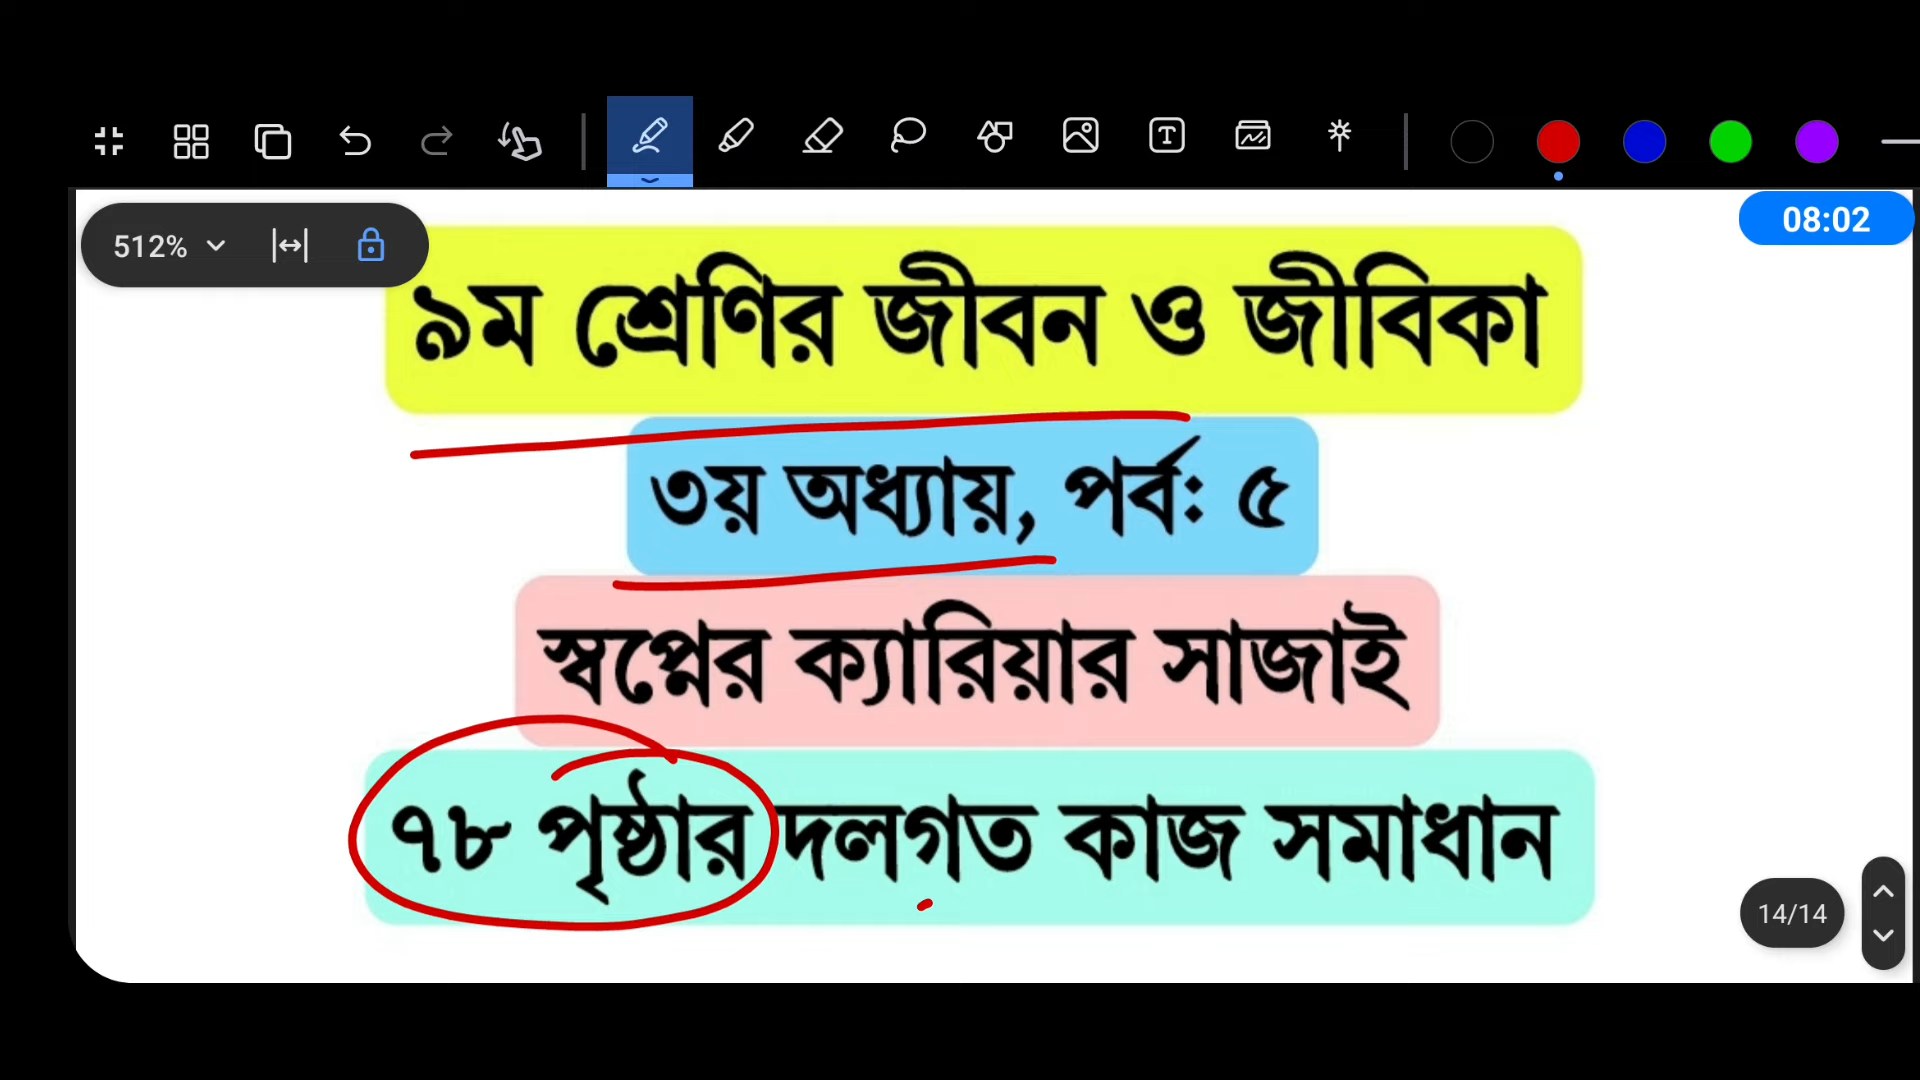 512%
08:02
৯ম শ্রেণির জীবন ও জীবিকা
৩য় অধ্যায়, পর্ব: ৫
স্বপ্নের ক্যারিয়ার সাজাই
৭৮ পৃষ্ঠার দলগত কাজ সমাধান
14/14